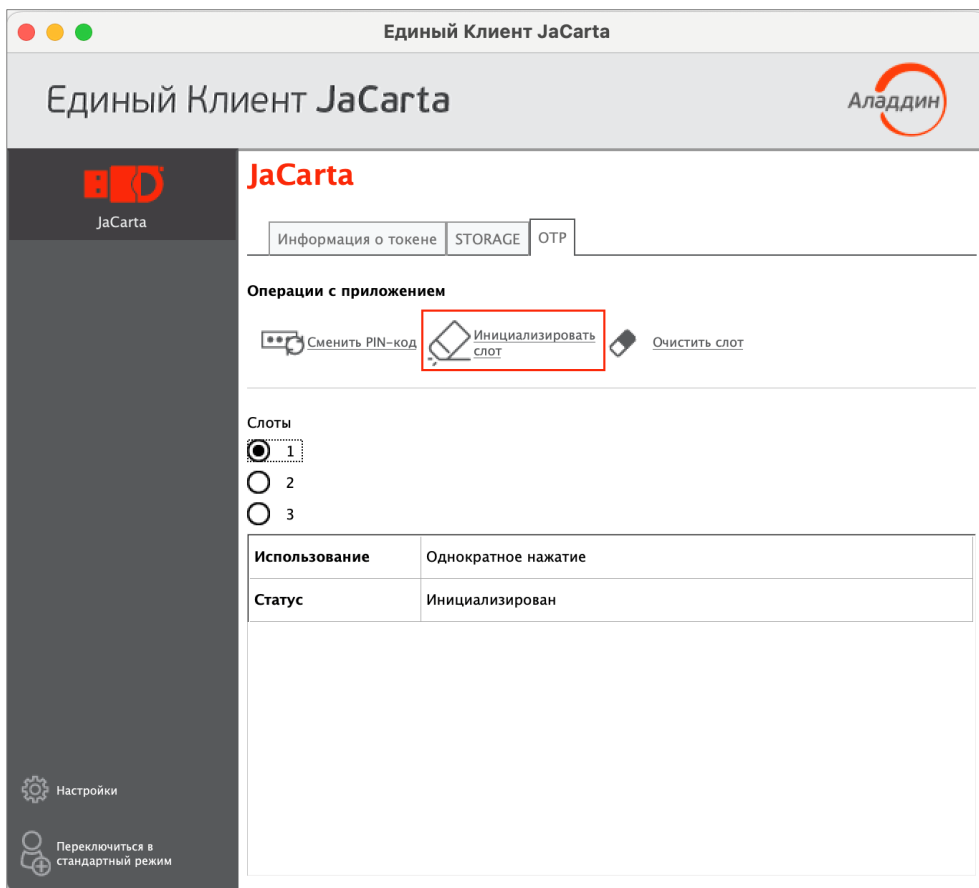 Единый Клиент JaCarta
Единый Клиент JaCarta
Аладдин
JaCarta
JaCarta
Информация о токене
STORAGE
OTP
Операции с приложением
Сменить PIN-код
Инициализировать
слот
Очистить слот
Слоты
1
2
3
Использование Однократное нажатие
Статус Инициализирован
Настройки
Переключиться в
стандартный режим